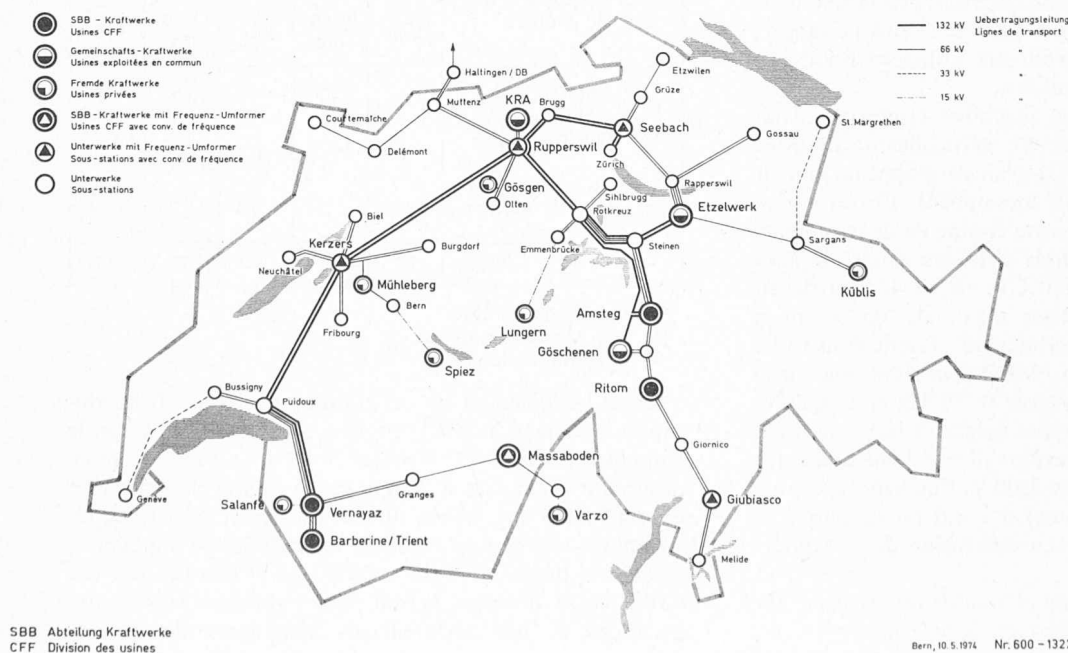 SBB - Kraftwerke
Usines CFF
Gemeinschafts-Kraftwerke
Usines exploitées en commun
Fremde Kraftwerke
Usines privées
SBB-Kraftwerke mit Frequenz-Umformer
Usines CFF avec conv. de fréquence
Unterwerke mit Frequenz-Umformer
Sous-stations avec conv de fréquence
Unterwerke
Sous-stations
132 kV Uebertragungsleitung
Lignes de transport
66 kV "
33 kV "
15 kV "
Haltingen / DB
Muttenz
Courtemaîche
Delémont
KRA
Rupperswil
Brugg
Etzwilen
Grüze
Seebach
Zürich
Gossau
St. Margrethen
Gösgen
Olten
Sihlbrugg
Rotkreuz
Rapperswil
Etzelwerk
Steinen
Emmenbrücke
Sargans
Küblis
Biel
Kerzers
Burgdorf
Neuchâtel
Mühleberg
Bern
Fribourg
Lungern
Spiez
Amsteg
Göschenen
Ritom
Bussigny
Puidoux
Genève
Giornico
Massaboden
Granges
Salanfe
Vernayaz
Varzo
Barberine / Trient
Giubiasco
Melide
SBB Abteilung Kraftwerke
CFF Division des usines
Bern, 10. 5. 1974 Nr. 600 -